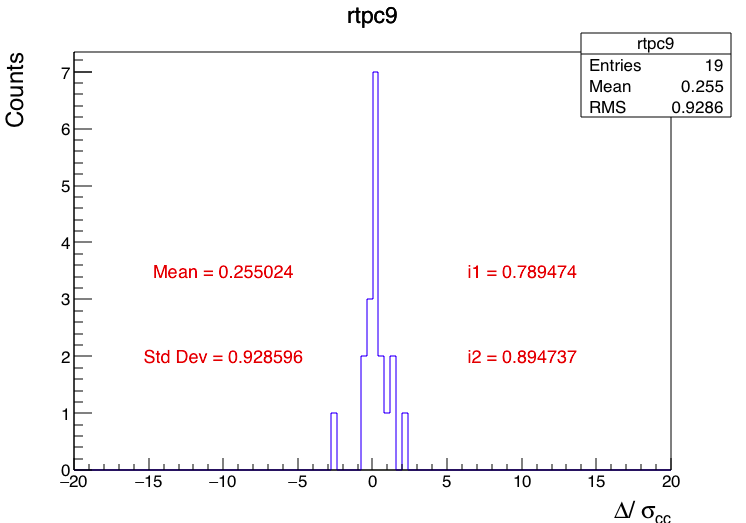 rtpc9
rtpc9
Entries 19
Mean 0.255
RMS 0.9286
Counts
7
6
5
4
3
2
1
0
Mean = 0.255024
i1 = 0.789474
Std Dev = 0.928596
i2 = 0.894737
−20 −15 −10 −5 0 5 10 15 20
Δ/ σcc